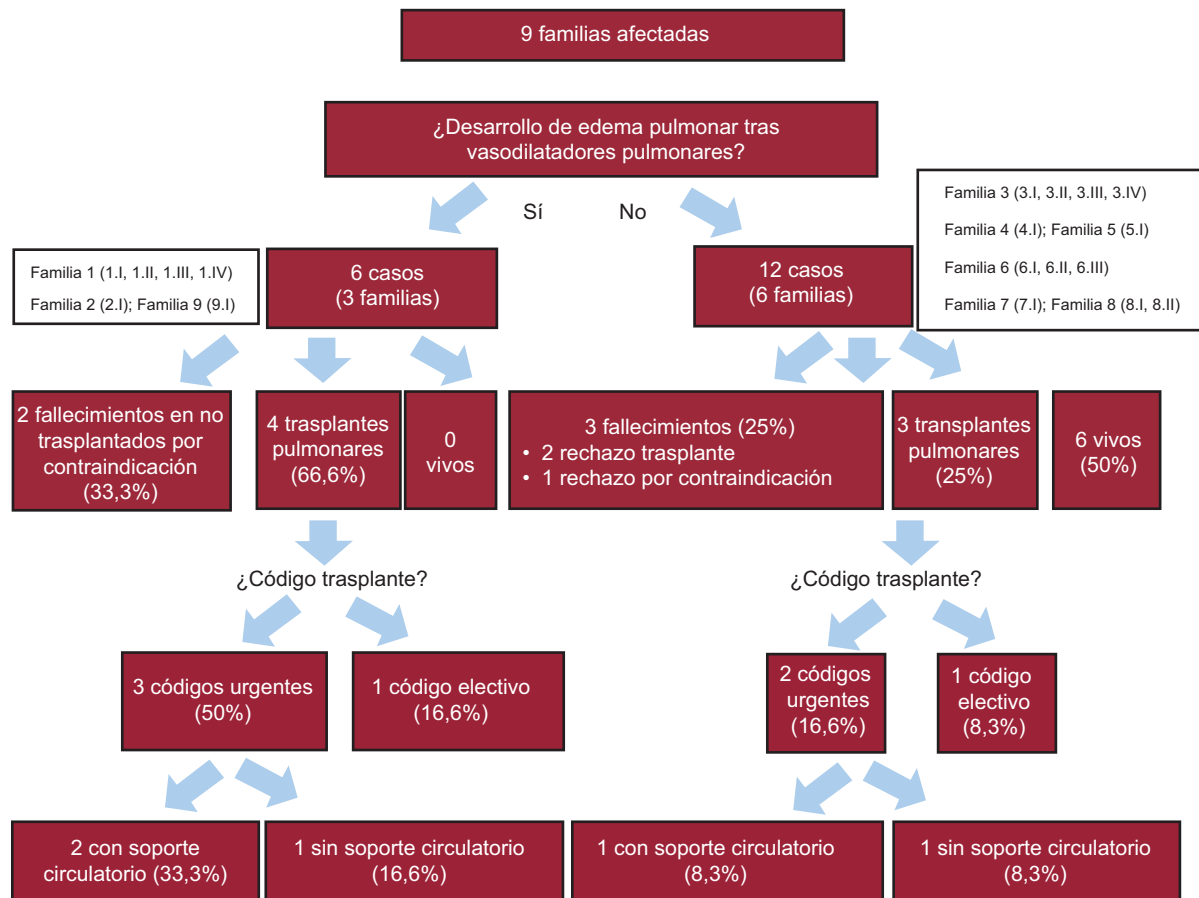 9 familias afectadas
¿Desarrollo de edema pulmonar tras
vasodilatadores pulmonares?
Sí
No
Familia 1 (1.I, 1.II, 1.III, 1.IV)
Familia 2 (2.I); Familia 9 (9.I)
6 casos
(3 familias)
12 casos
(6 familias)
Familia 3 (3.I, 3.II, 3.III, 3.IV)
Familia 4 (4.I); Familia 5 (5.I)
Familia 6 (6.I, 6.II, 6.III)
Familia 7 (7.I); Familia 8 (8.I, 8.II)
2 fallecimientos en no
trasplantados por
contraindicación
(33,3%)
4 trasplantes
pulmonares
(66,6%)
0
vivos
3 fallecimientos (25%)
• 2 rechazo trasplante
• 1 rechazo por contraindicación
3 transplantes
pulmonares
(25%)
6 vivos
(50%)
¿Código trasplante?
¿Código trasplante?
3 códigos urgentes
(50%)
1 código electivo
(16,6%)
2 códigos
urgentes
(16,6%)
1 código
electivo
(8,3%)
2 con soporte
circulatorio (33,3%)
1 sin soporte circulatorio
(16,6%)
1 con soporte circulatorio
(8,3%)
1 sin soporte circulatorio
(8,3%)